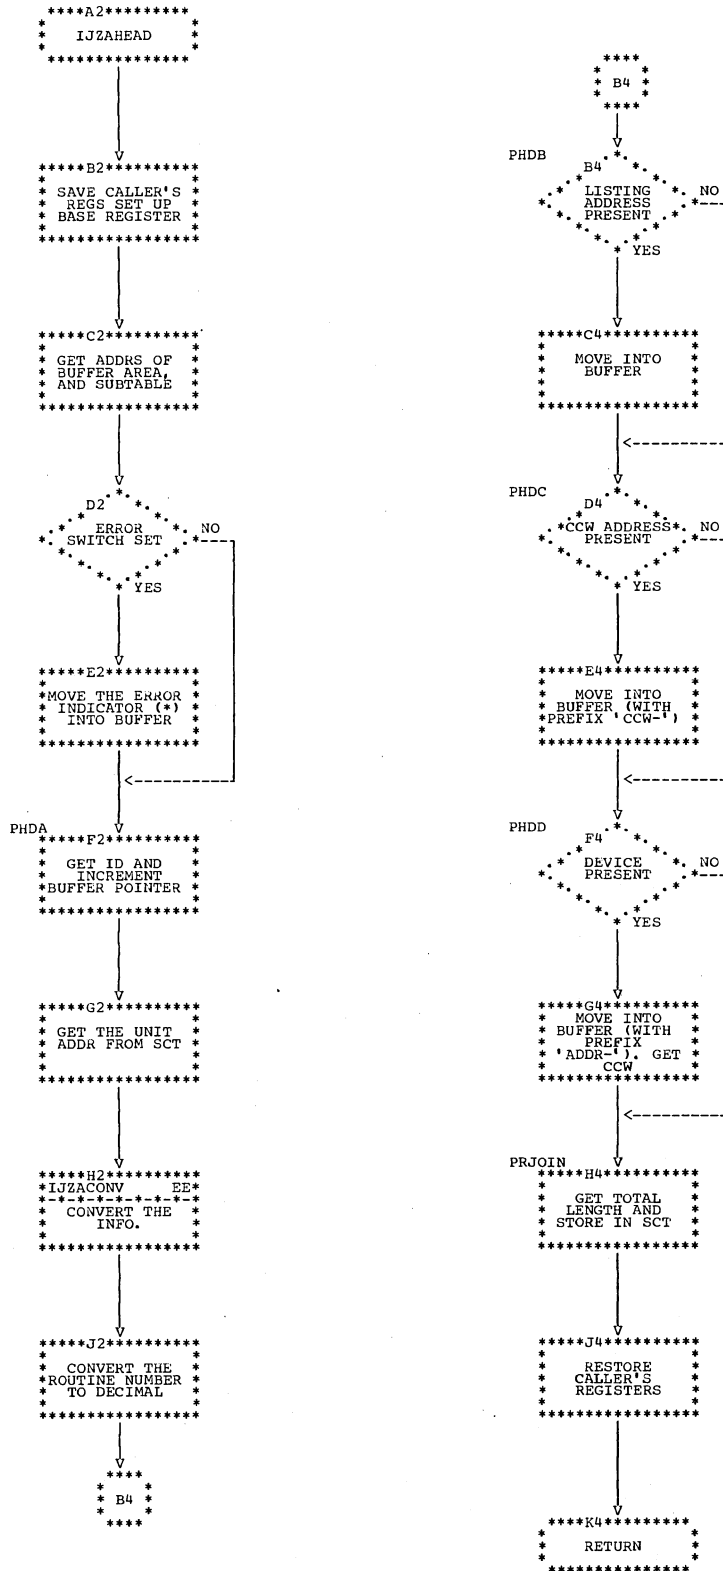 A2
IJZAHEAD
B2
SAVE CALLER'S
REGS SET UP
BASE REGISTER
C2
GET ADDRS OF
BUFFER AREA,
AND SUBTABLE
D2
ERROR
SWITCH SET
NO
YES
E2
MOVE THE ERROR
INDICATOR (*)
INTO BUFFER
PHDA
F2
GET ID AND
INCREMENT
BUFFER POINTER
G2
GET THE UNIT
ADDR FROM SCT
H2
IJZACONV EE
CONVERT THE
INFO.
J2
CONVERT THE
ROUTINE NUMBER
TO DECIMAL
B4
B4
PHDB
B4
LISTING
ADDRESS
PRESENT
NO
YES
C4
MOVE INTO
BUFFER
PHDC
D4
CCW ADDRESS
PRESENT
NO
YES
E4
MOVE INTO
BUFFER (WITH
PREFIX 'CCW-')
PHDD
F4
DEVICE
PRESENT
NO
YES
G4
MOVE INTO
BUFFER (WITH
PREFIX
'ADDR-'). GET
CCW
PRJOIN
H4
GET TOTAL
LENGTH AND
STORE IN SCT
J4
RESTORE
CALLER'S
REGISTERS
K4
RETURN